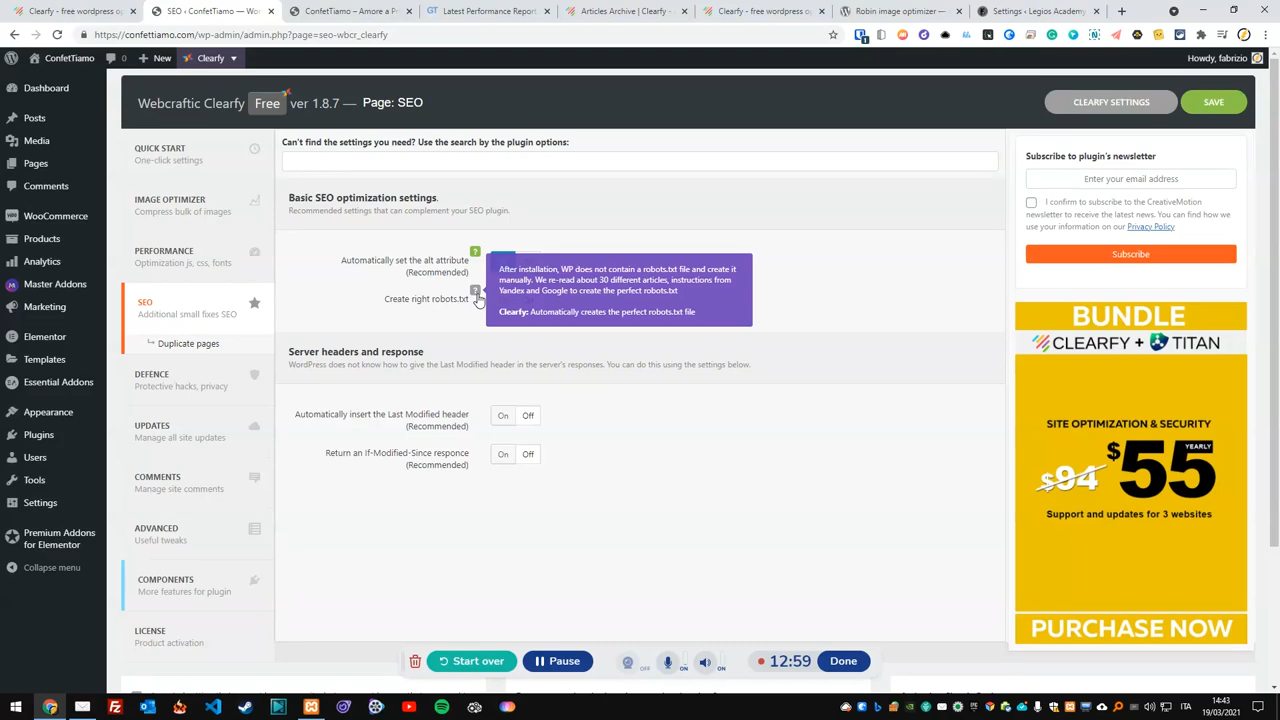 SEO ‹ ConfetTiamo
ConfetTiamo – Amore a P
Latest Performance Report
Articles Archive | Clearfy -
Clearfy - free wordpress o
Robin image optimizer —
Settings ‹ Legios Academy
https://confettiamo.com/wp-admin/admin.php?page=seo-wbcr_clearfy
ConfetTiamo
0
New
Clearfy
Howdy, fabrizio
Dashboard
Posts
Media
Pages
Comments
WooCommerce
Products
Analytics
Master Addons
Marketing
Elementor
Templates
Essential Addons
Appearance
Plugins
Users
Tools
Settings
Premium Addons
for Elementor
Collapse menu
Webcraftic Clearfy Free ver 1.8.7 — Page: SEO
CLEARFY SETTINGS
SAVE
QUICK START
One-click settings
IMAGE OPTIMIZER
Compress bulk of images
PERFORMANCE
Optimization js, css, fonts
SEO
Additional small fixes SEO
Duplicate pages
DEFENCE
Protective hacks, privacy
UPDATES
Manage all site updates
COMMENTS
Manage site comments
ADVANCED
Useful tweaks
COMPONENTS
More features for plugin
LICENSE
Product activation
Can't find the settings you need? Use the search by the plugin options:
Basic SEO optimization settings.
Recommended settings that can complement your SEO plugin.
Automatically set the alt attribute
(Recommended)
?
Create right robots.txt
?
After installation, WP does not contain a robots.txt file and create it
manually. We re-read about 30 different articles, instructions from
Yandex and Google to create the perfect robots.txt
Clearfy: Automatically creates the perfect robots.txt file
Server headers and response
WordPress does not know how to give the Last Modified header in the server's responses. You can do this using the settings below.
Automatically insert the Last Modified header
(Recommended)
On Off
Return an If-Modified-Since responce
(Recommended)
On Off
Subscribe to plugin's newsletter
Enter your email address
I confirm to subscribe to the CreativeMotion
newsletter to receive the latest news. You can find how we
use your information on our Privacy Policy
Subscribe
BUNDLE
CLEARFY + TITAN
SITE OPTIMIZATION & SECURITY
$94 $55 YEARLY
Support and updates for 3 websites
PURCHASE NOW
Start over
Pause
OFF
ON
ON
12:59
Done
ITA
14:43
19/03/2021